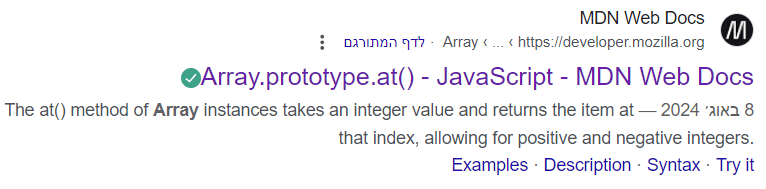 MDN Web Docs
https://developer.mozilla.org › ... › Array · לדף המתורגם
Array.prototype.at() - JavaScript - MDN Web Docs
8 באוג׳ 2024 — The at() method of Array instances takes an integer value and returns the item at
that index, allowing for positive and negative integers.
Examples · Description · Syntax · Try it